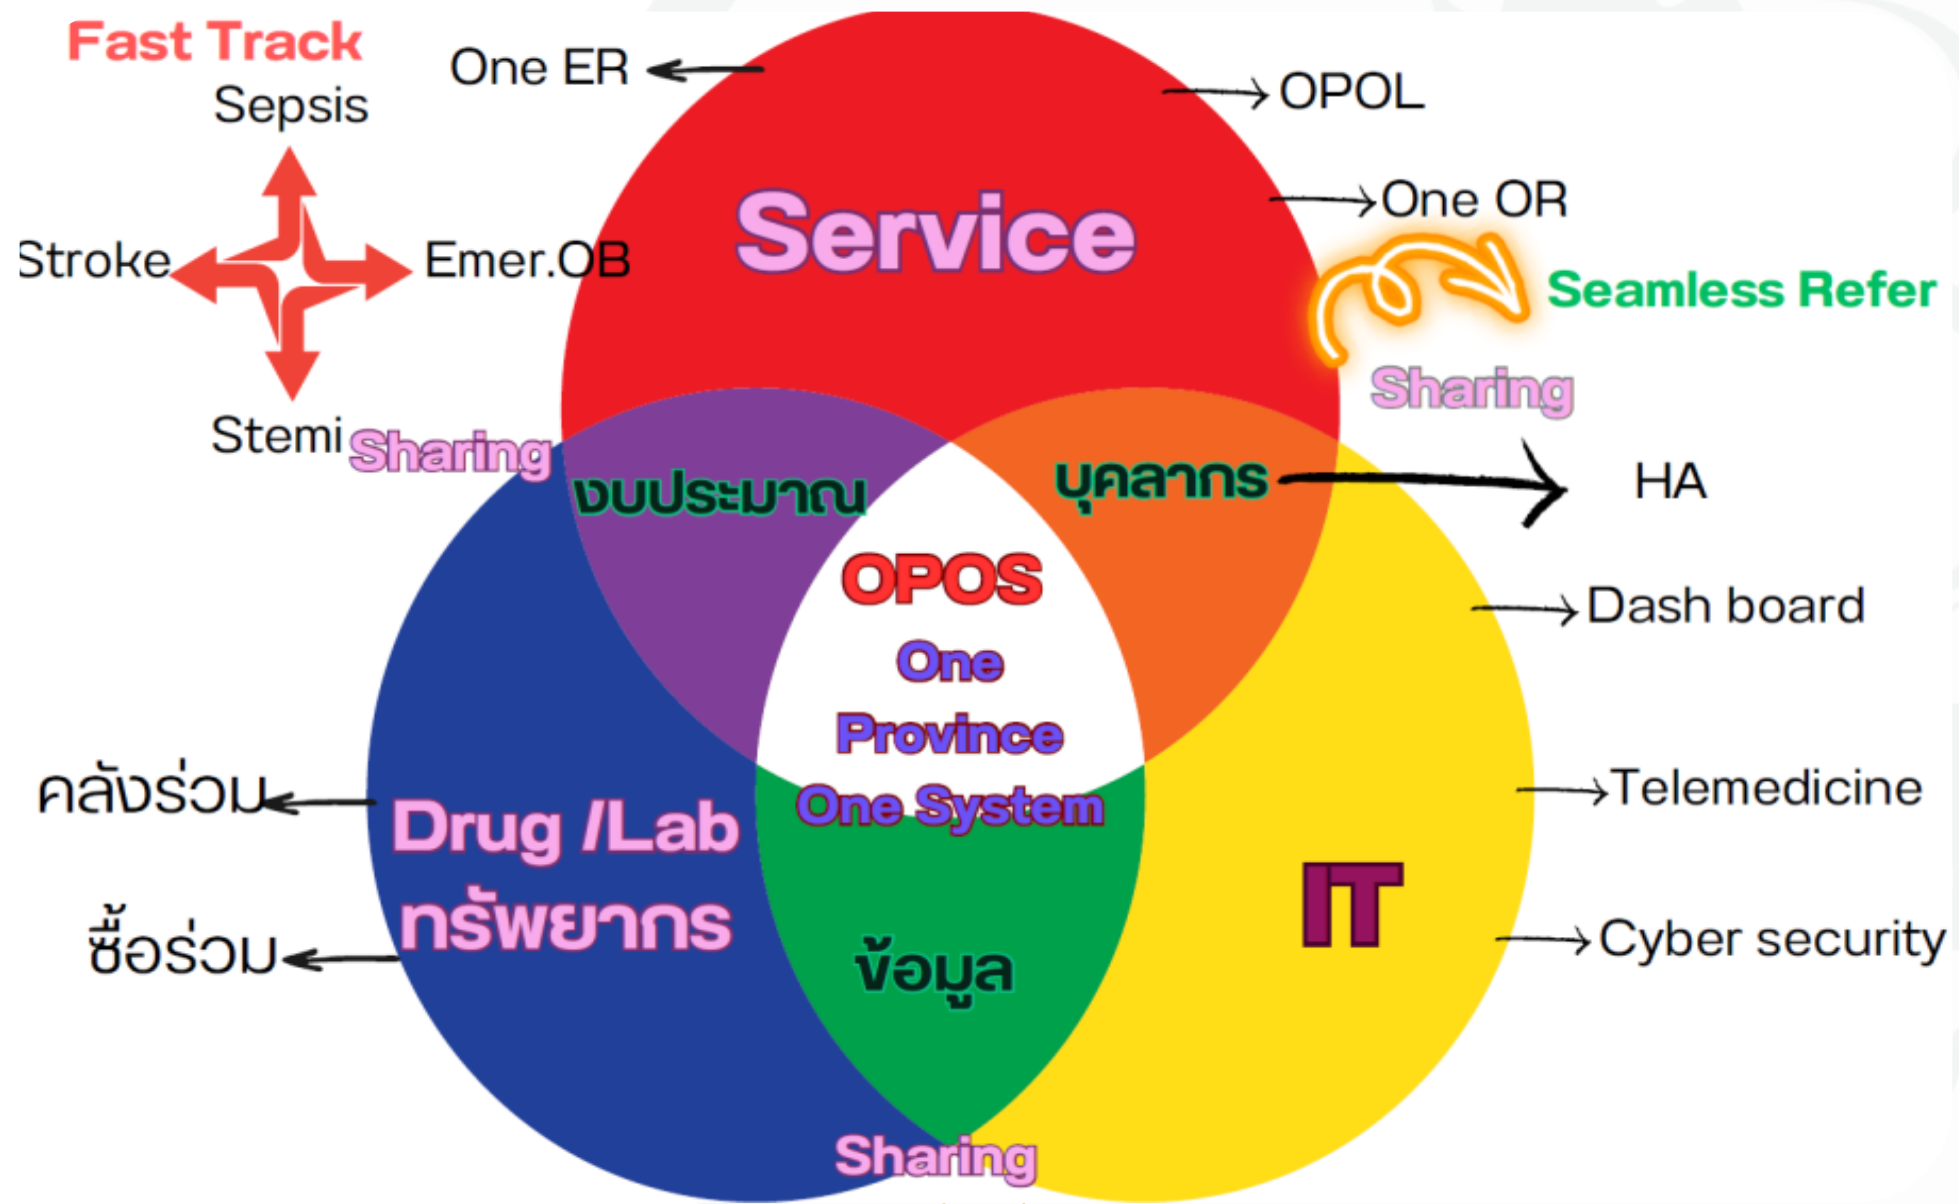 Fast Track
Sepsis
Stroke
Emer.OB
Stemi
One ER
OPOL
One OR
Service
Seamless Refer
Sharing
Sharing
งบประมาณ
บุคลากร
HA
OPOS
One
Province
One System
Dash board
Telemedicine
Cyber security
IT
คลังร่วม
ซื้อร่วม
Drug /Lab
ทรัพยากร
ข้อมูล
Sharing